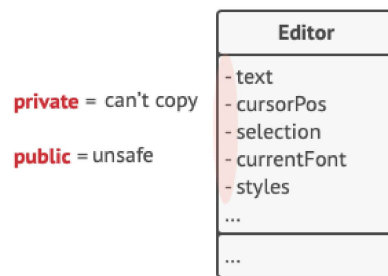 Editor
- text
private = can't copy
- cursorPos
- selection
public = unsafe
- currentFont
- styles
...
...